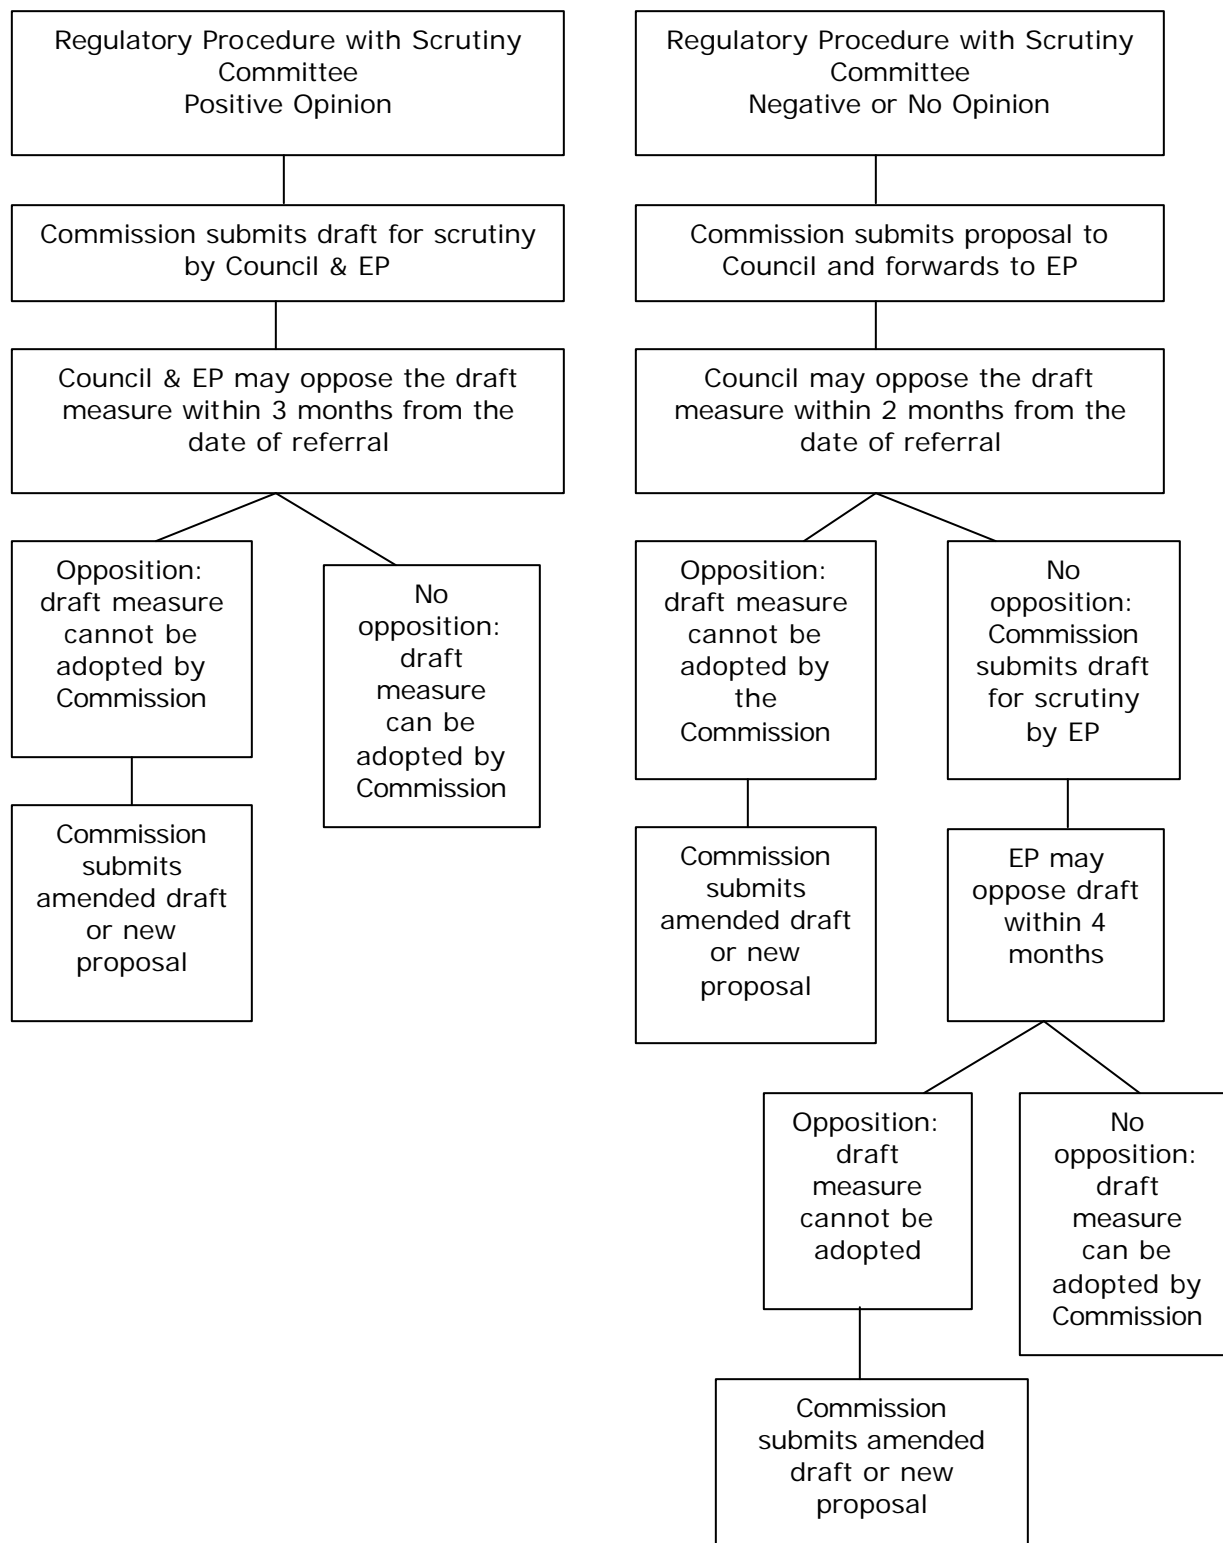 Regulatory Procedure with Scrutiny
Committee
Positive Opinion
Commission submits draft for scrutiny
by Council & EP
Council & EP may oppose the draft
measure within 3 months from the
date of referral
Opposition:
draft measure
cannot be
adopted by
Commission
No
opposition:
draft
measure
can be
adopted by
Commission
Commission
submits
amended draft
or new
proposal
Regulatory Procedure with Scrutiny
Committee
Negative or No Opinion
Commission submits proposal to
Council and forwards to EP
Council may oppose the draft
measure within 2 months from the
date of referral
Opposition:
draft measure
cannot be
adopted by
the
Commission
No
opposition:
Commission
submits draft
for scrutiny
by EP
Commission
submits
amended draft
or new
proposal
EP may
oppose draft
within 4
months
Opposition:
draft
measure
cannot be
adopted
No
opposition:
draft
measure
can be
adopted by
Commission
Commission
submits amended
draft or new
proposal